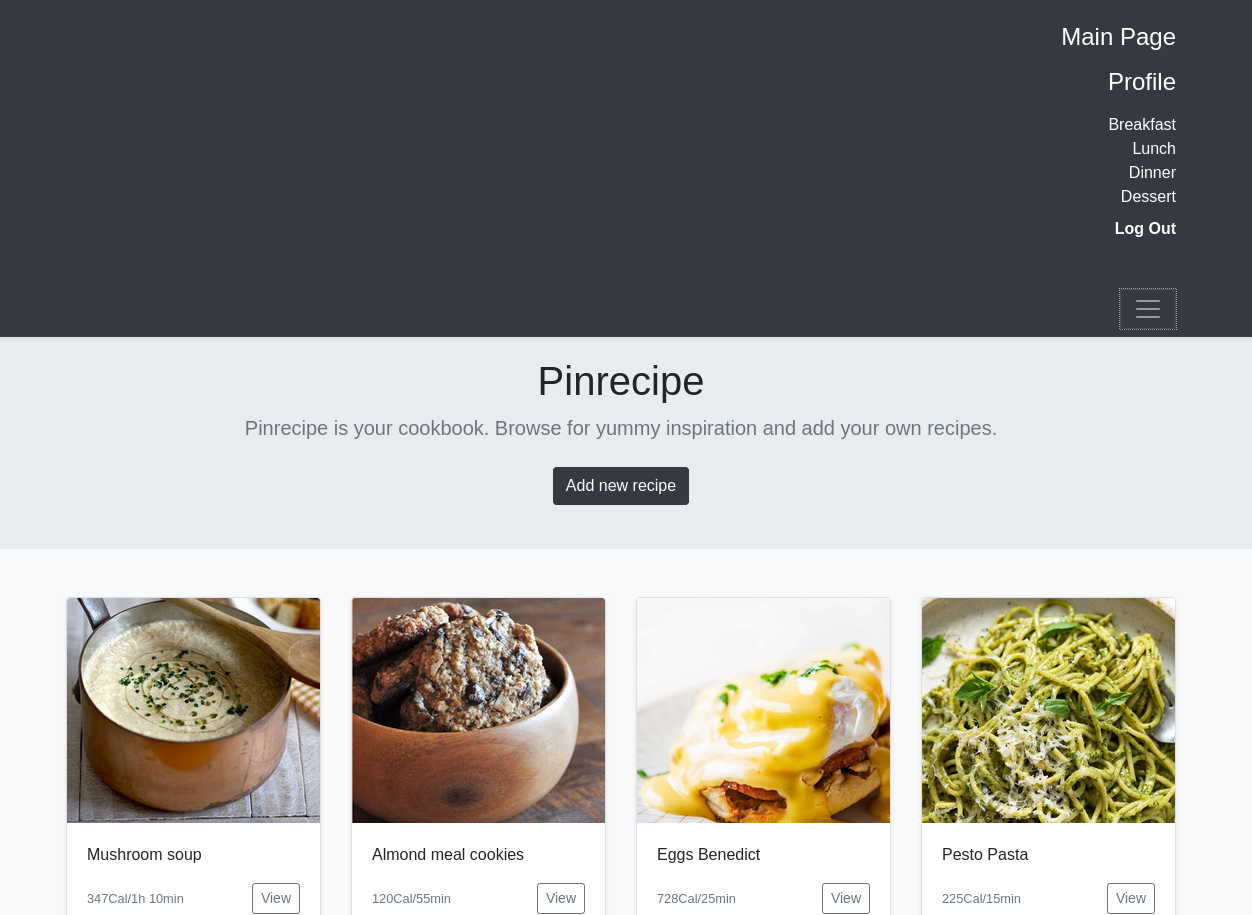 Main Page
Profile
Breakfast
Lunch
Dinner
Dessert
Log Out
Pinrecipe
Pinrecipe is your cookbook. Browse for yummy inspiration and add your own recipes.
Add new recipe
Mushroom soup
347Cal/1h 10min
View
Almond meal cookies
120Cal/55min
View
Eggs Benedict
728Cal/25min
View
Pesto Pasta
225Cal/15min
View